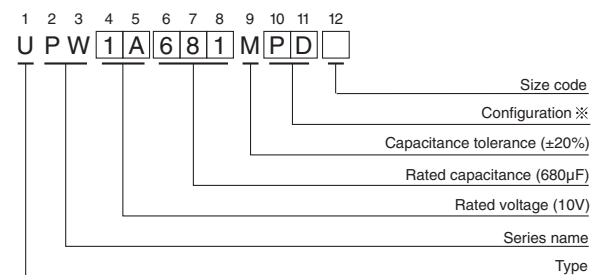 1 2 3 4 5 6 7 8 9 10 11 12
U P W 1 A 6 8 1 M P D
Size code
Configuration ※
Capacitance tolerance (±20%)
Rated capacitance (680µF)
Rated voltage (10V)
Series name
Type